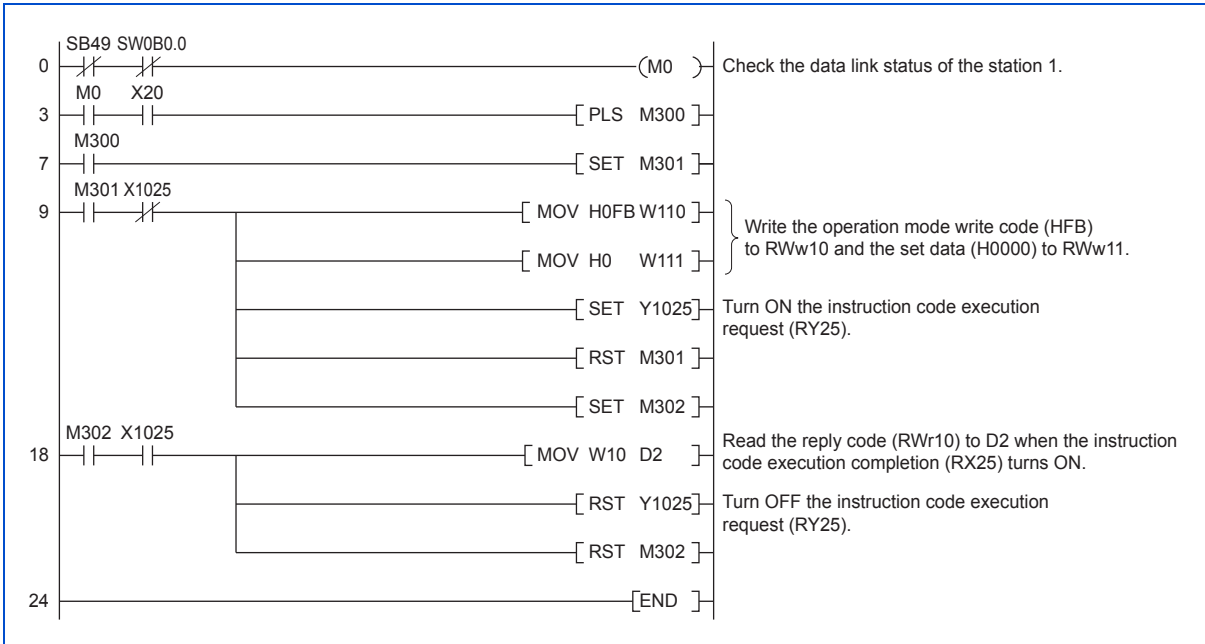 SB49 SW0B0.0
0 (M0 ) Check the data link status of the station 1.
M0 X20
3 [ PLS M300 ]
M300
7 [ SET M301 ]
M301 X1025
9 [ MOV H0FB W110 ]
Write the operation mode write code (HFB)
to RWw10 and the set data (H0000) to RWw11.
[ MOV H0 W111 ]
[ SET Y1025 ] Turn ON the instruction code execution
request (RY25).
[ RST M301 ]
[ SET M302 ]
M302 X1025
18 [ MOV W10 D2 ] Read the reply code (RWr10) to D2 when the instruction
code execution completion (RX25) turns ON.
[ RST Y1025 ] Turn OFF the instruction code execution
request (RY25).
[ RST M302 ]
24 [END ]